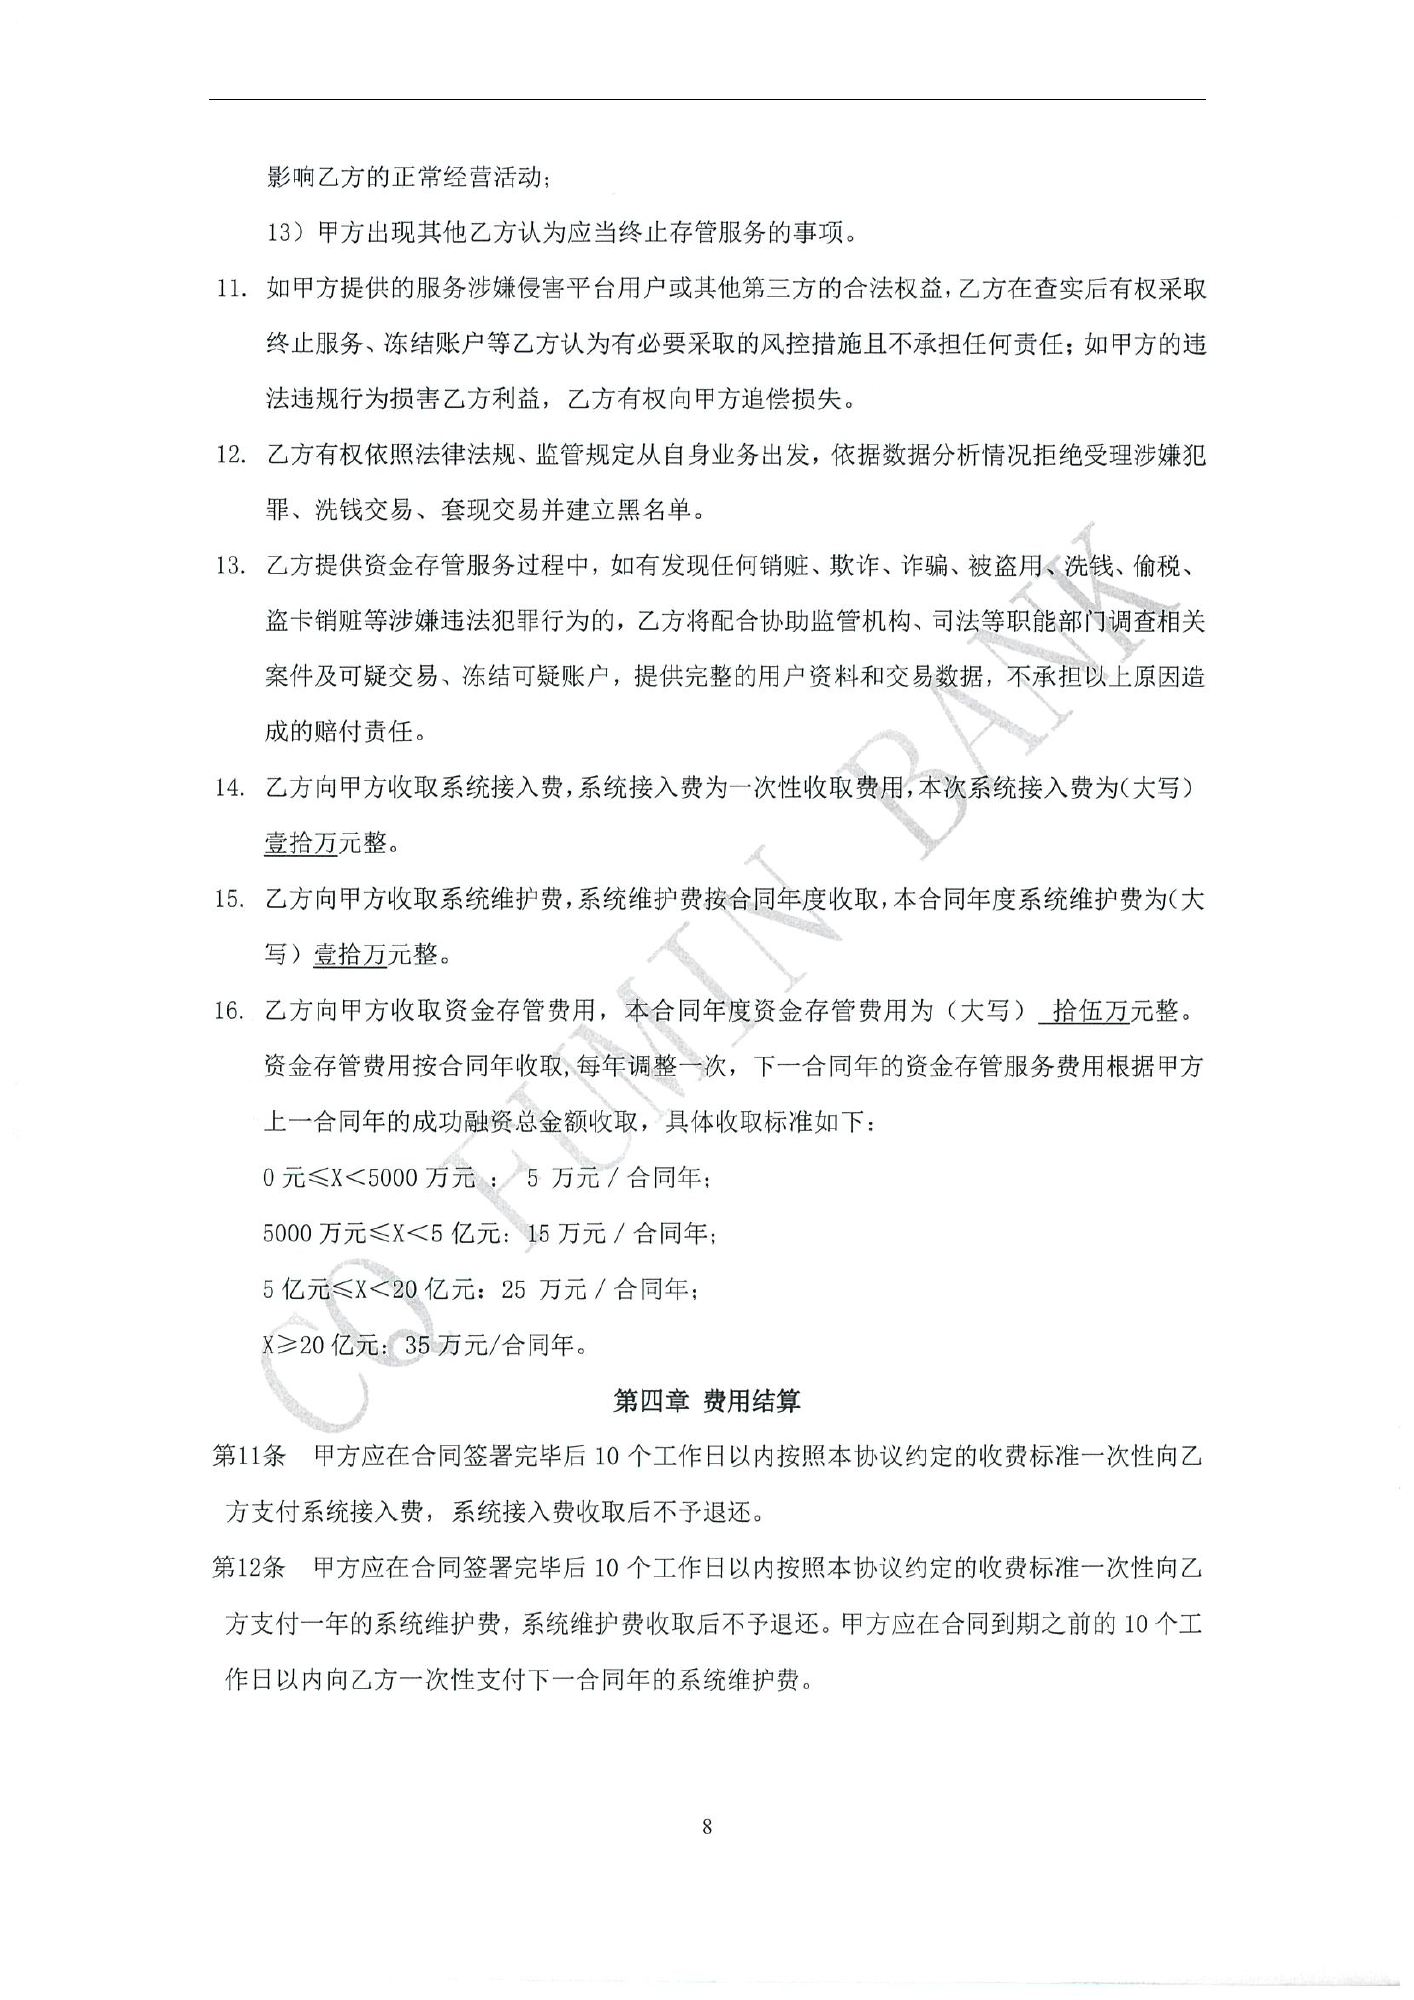 影响乙方的正常经营活动;
13）甲方出现其他乙方认为应当终止存管服务的事项。
11. 如甲方提供的服务涉嫌侵害平台用户或其他第三方的合法权益,乙方在查实后有权采取
终止服务、冻结账户等乙方认为有必要采取的风控措施且不承担任何责任；如甲方的违
法违规行为损害乙方利益，乙方有权向甲方追偿损失。
12. 乙方有权依照法律法规、监管规定从自身业务出发，依据数据分析情况拒绝受理涉嫌犯
罪、洗钱交易、套现交易并建立黑名单。
13. 乙方提供资金存管服务过程中，如有发现任何销赃、欺诈、诈骗、被盗用、洗钱、偷税、
盗卡销赃等涉嫌违法犯罪行为的，乙方将配合协助监管机构、司法等职能部门调查相关
案件及可疑交易、冻结可疑账户，提供完整的用户资料和交易数据，不承担以上原因造
成的赔付责任。
14. 乙方向甲方收取系统接入费,系统接入费为一次性收取费用,本次系统接入费为(大写）
壹拾万元整。
15. 乙方向甲方收取系统维护费,系统维护费按合同年度收取,本合同年度系统维护费为(大
写）壹拾万元整。
16. 乙方向甲方收取资金存管费用，本合同年度资金存管费用为（大写） 拾伍万元整。
资金存管费用按合同年收取,每年调整一次，下一合同年的资金存管服务费用根据甲方
上一合同年的成功融资总金额收取，具体收取标准如下：
0 元≤X＜5000 万元 ： 5 万元 / 合同年;
5000 万元≤X＜5 亿元：15 万元 / 合同年;
5 亿元≤X＜20 亿元：25 万元 / 合同年;
X≥20 亿元：35 万元/合同年。
第四章 费用结算
第11条 甲方应在合同签署完毕后 10 个工作日以内按照本协议约定的收费标准一次性向乙
方支付系统接入费，系统接入费收取后不予退还。
第12条 甲方应在合同签署完毕后 10 个工作日以内按照本协议约定的收费标准一次性向乙
方支付一年的系统维护费，系统维护费收取后不予退还。甲方应在合同到期之前的 10 个工
作日以内向乙方一次性支付下一合同年的系统维护费。
CQ FUMIN BANK
8